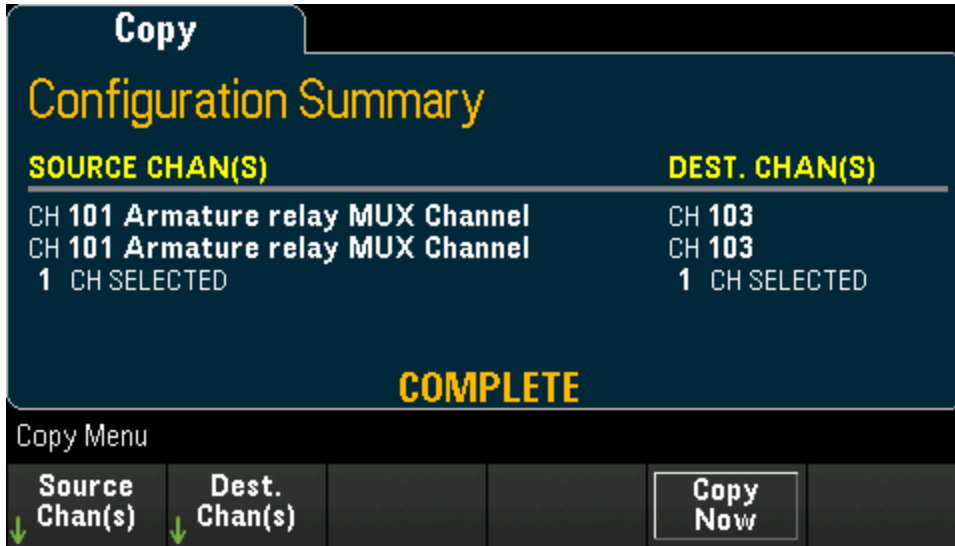 Copy
Configuration Summary
SOURCE CHAN(S) DEST. CHAN(S)
CH 101 Armature relay MUX Channel CH 103
CH 101 Armature relay MUX Channel CH 103
1 CH SELECTED 1 CH SELECTED
COMPLETE
Copy Menu
Source Dest. Copy
Chan(s) Chan(s) Now